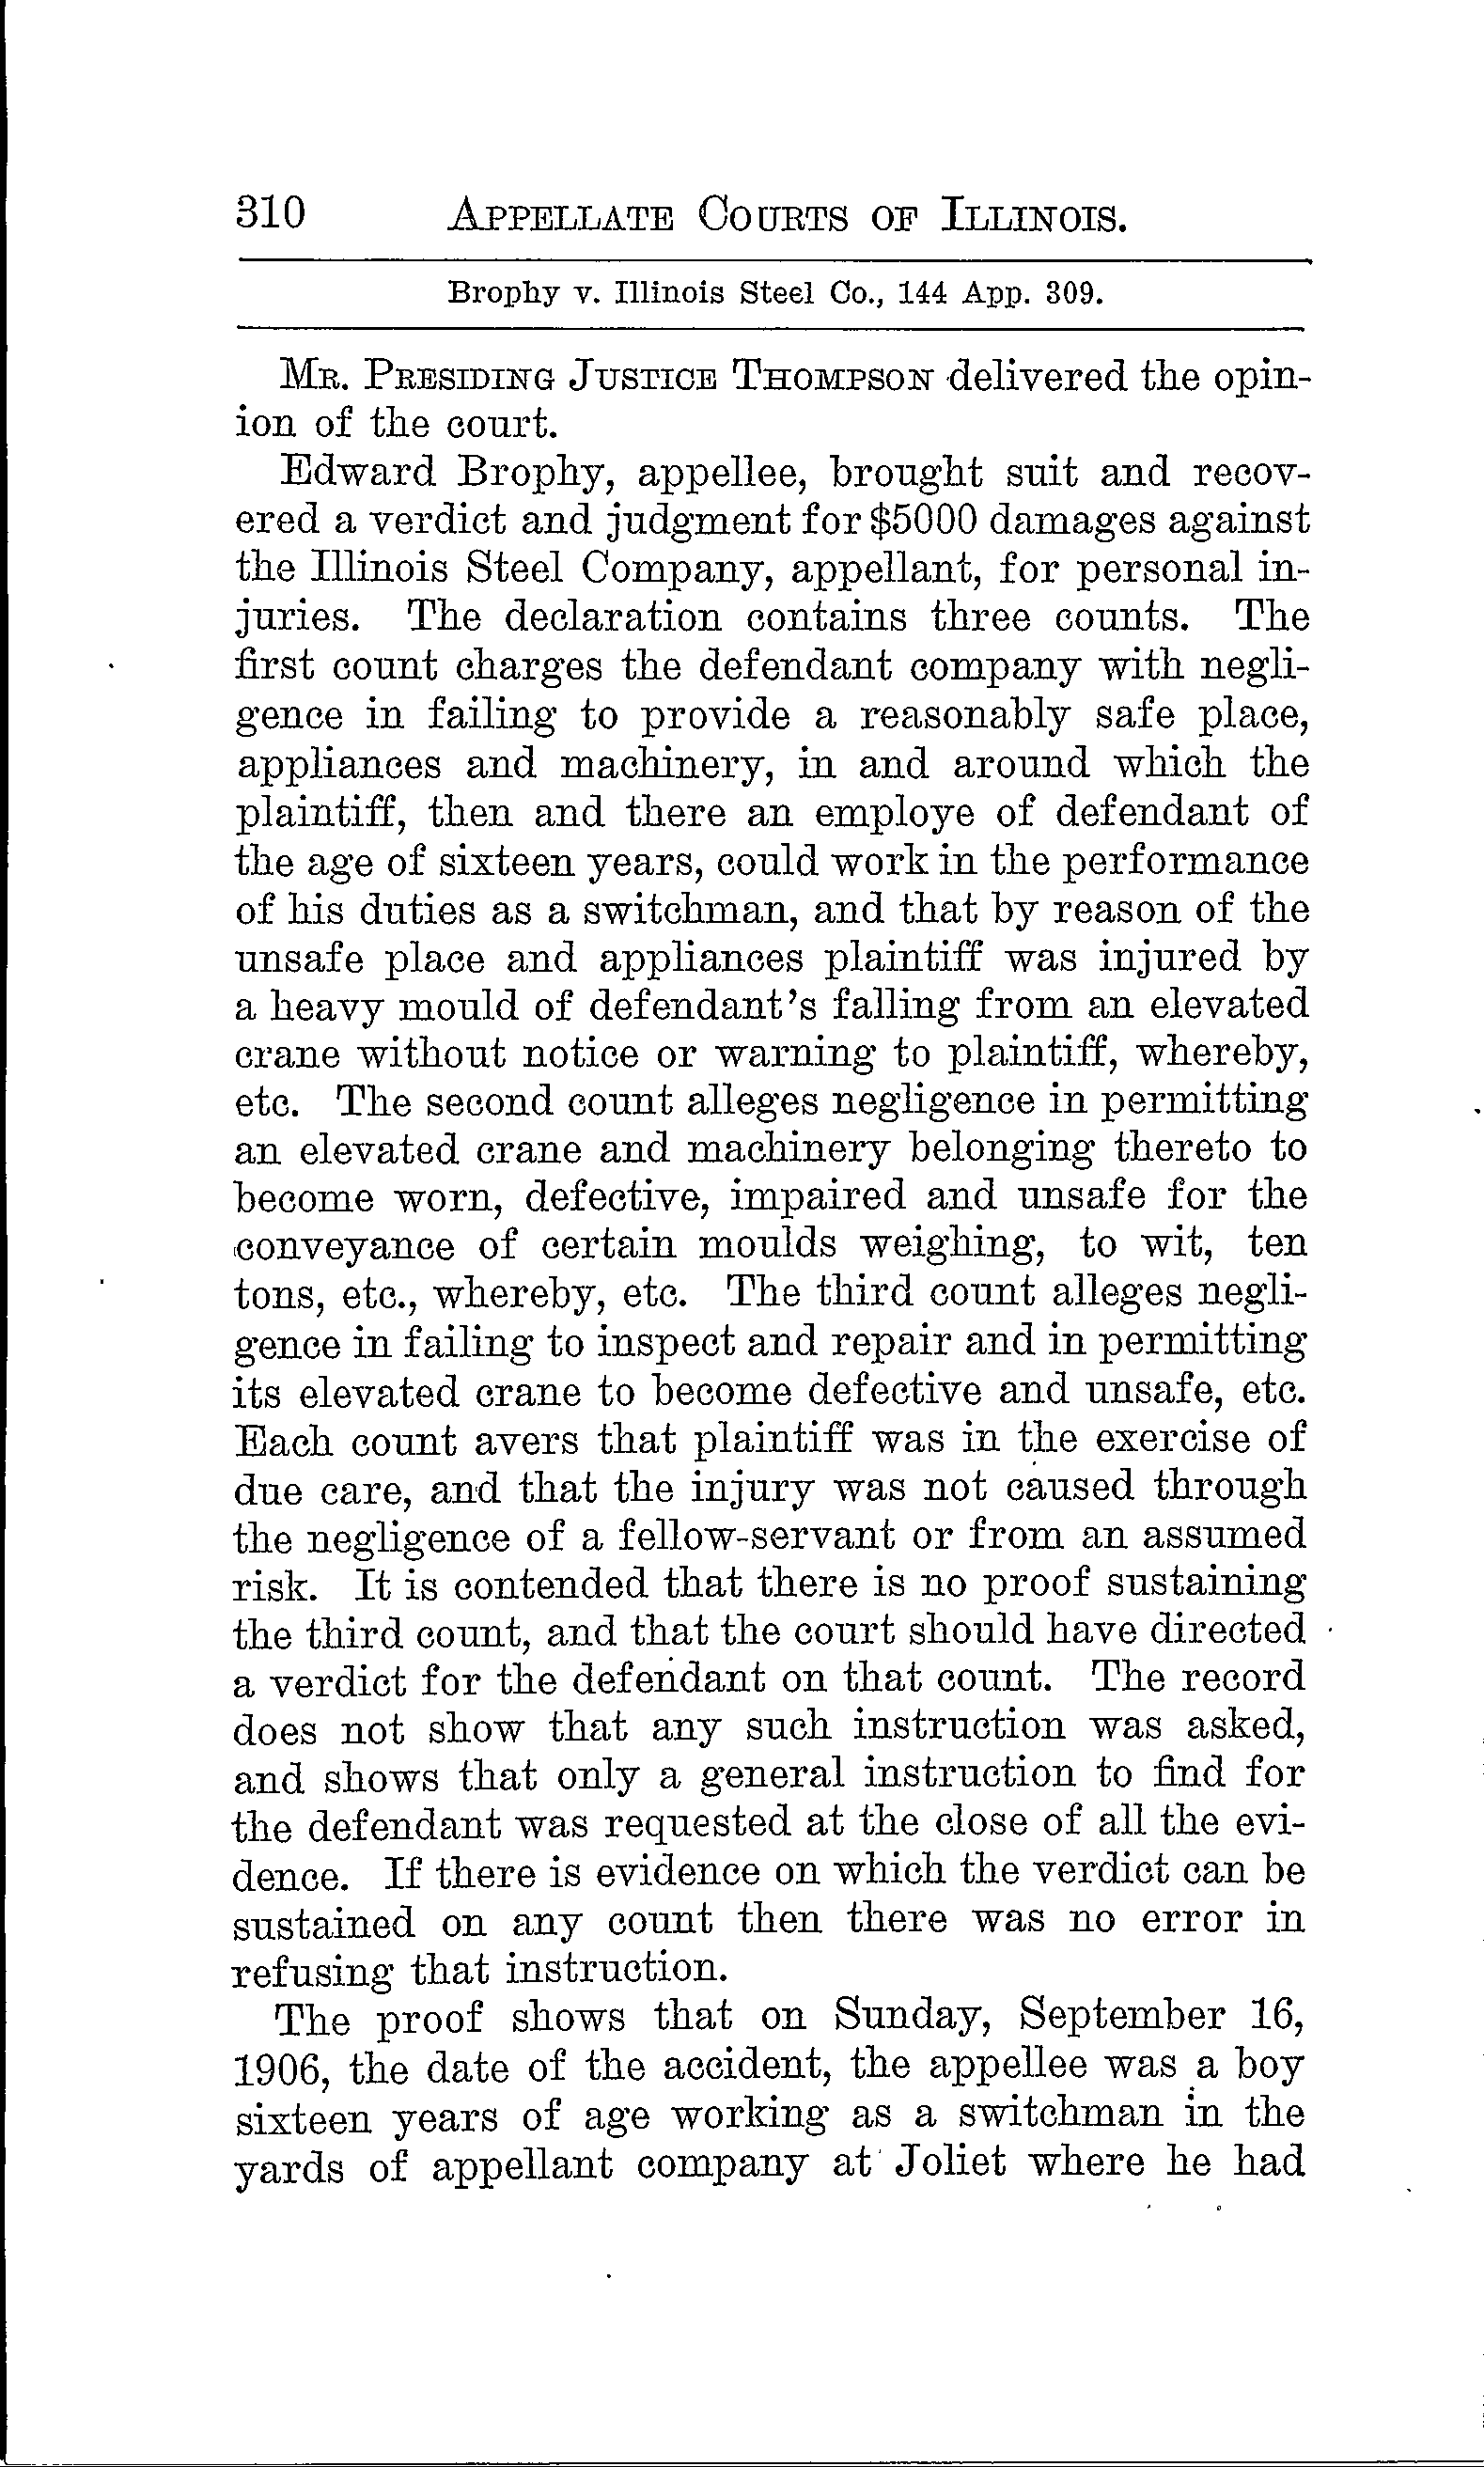 310 APPELLATE COURTS OF ILLINOIS.
Brophy v. Illinois Steel Co., 144 App. 309.
MR. PRESIDING JUSTICE THOMPSON delivered the opin-
ion of the court.
Edward Brophy, appellee, brought suit and recov-
ered a verdict and judgment for $5000 damages against
the Illinois Steel Company, appellant, for personal in-
juries. The declaration contains three counts. The
first count charges the defendant company with negli-
gence in failing to provide a reasonably safe place,
appliances and machinery, in and around which the
plaintiff, then and there an employe of defendant of
the age of sixteen years, could work in the performance
of his duties as a switchman, and that by reason of the
unsafe place and appliances plaintiff was injured by
a heavy mould of defendant's falling from an elevated
crane without notice or warning to plaintiff, whereby,
etc. The second count alleges negligence in permitting
an elevated crane and machinery belonging thereto to
become worn, defective, impaired and unsafe for the
conveyance of certain moulds weighing, to wit, ten
tons, etc., whereby, etc. The third count alleges negli-
gence in failing to inspect and repair and in permitting
its elevated crane to become defective and unsafe, etc.
Each count avers that plaintiff was in the exercise of
due care, and that the injury was not caused through
the negligence of a fellow-servant or from an assumed
risk. It is contended that there is no proof sustaining
the third count, and that the court should have directed
a verdict for the defendant on that count. The record
does not show that any such instruction was asked,
and shows that only a general instruction to find for
the defendant was requested at the close of all the evi-
dence. If there is evidence on which the verdict can be
sustained on any count then there was no error in
refusing that instruction.
The proof shows that on Sunday, September 16,
1906, the date of the accident, the appellee was a boy
sixteen years of age working as a switchman in the
yards of appellant company at Joliet where he had